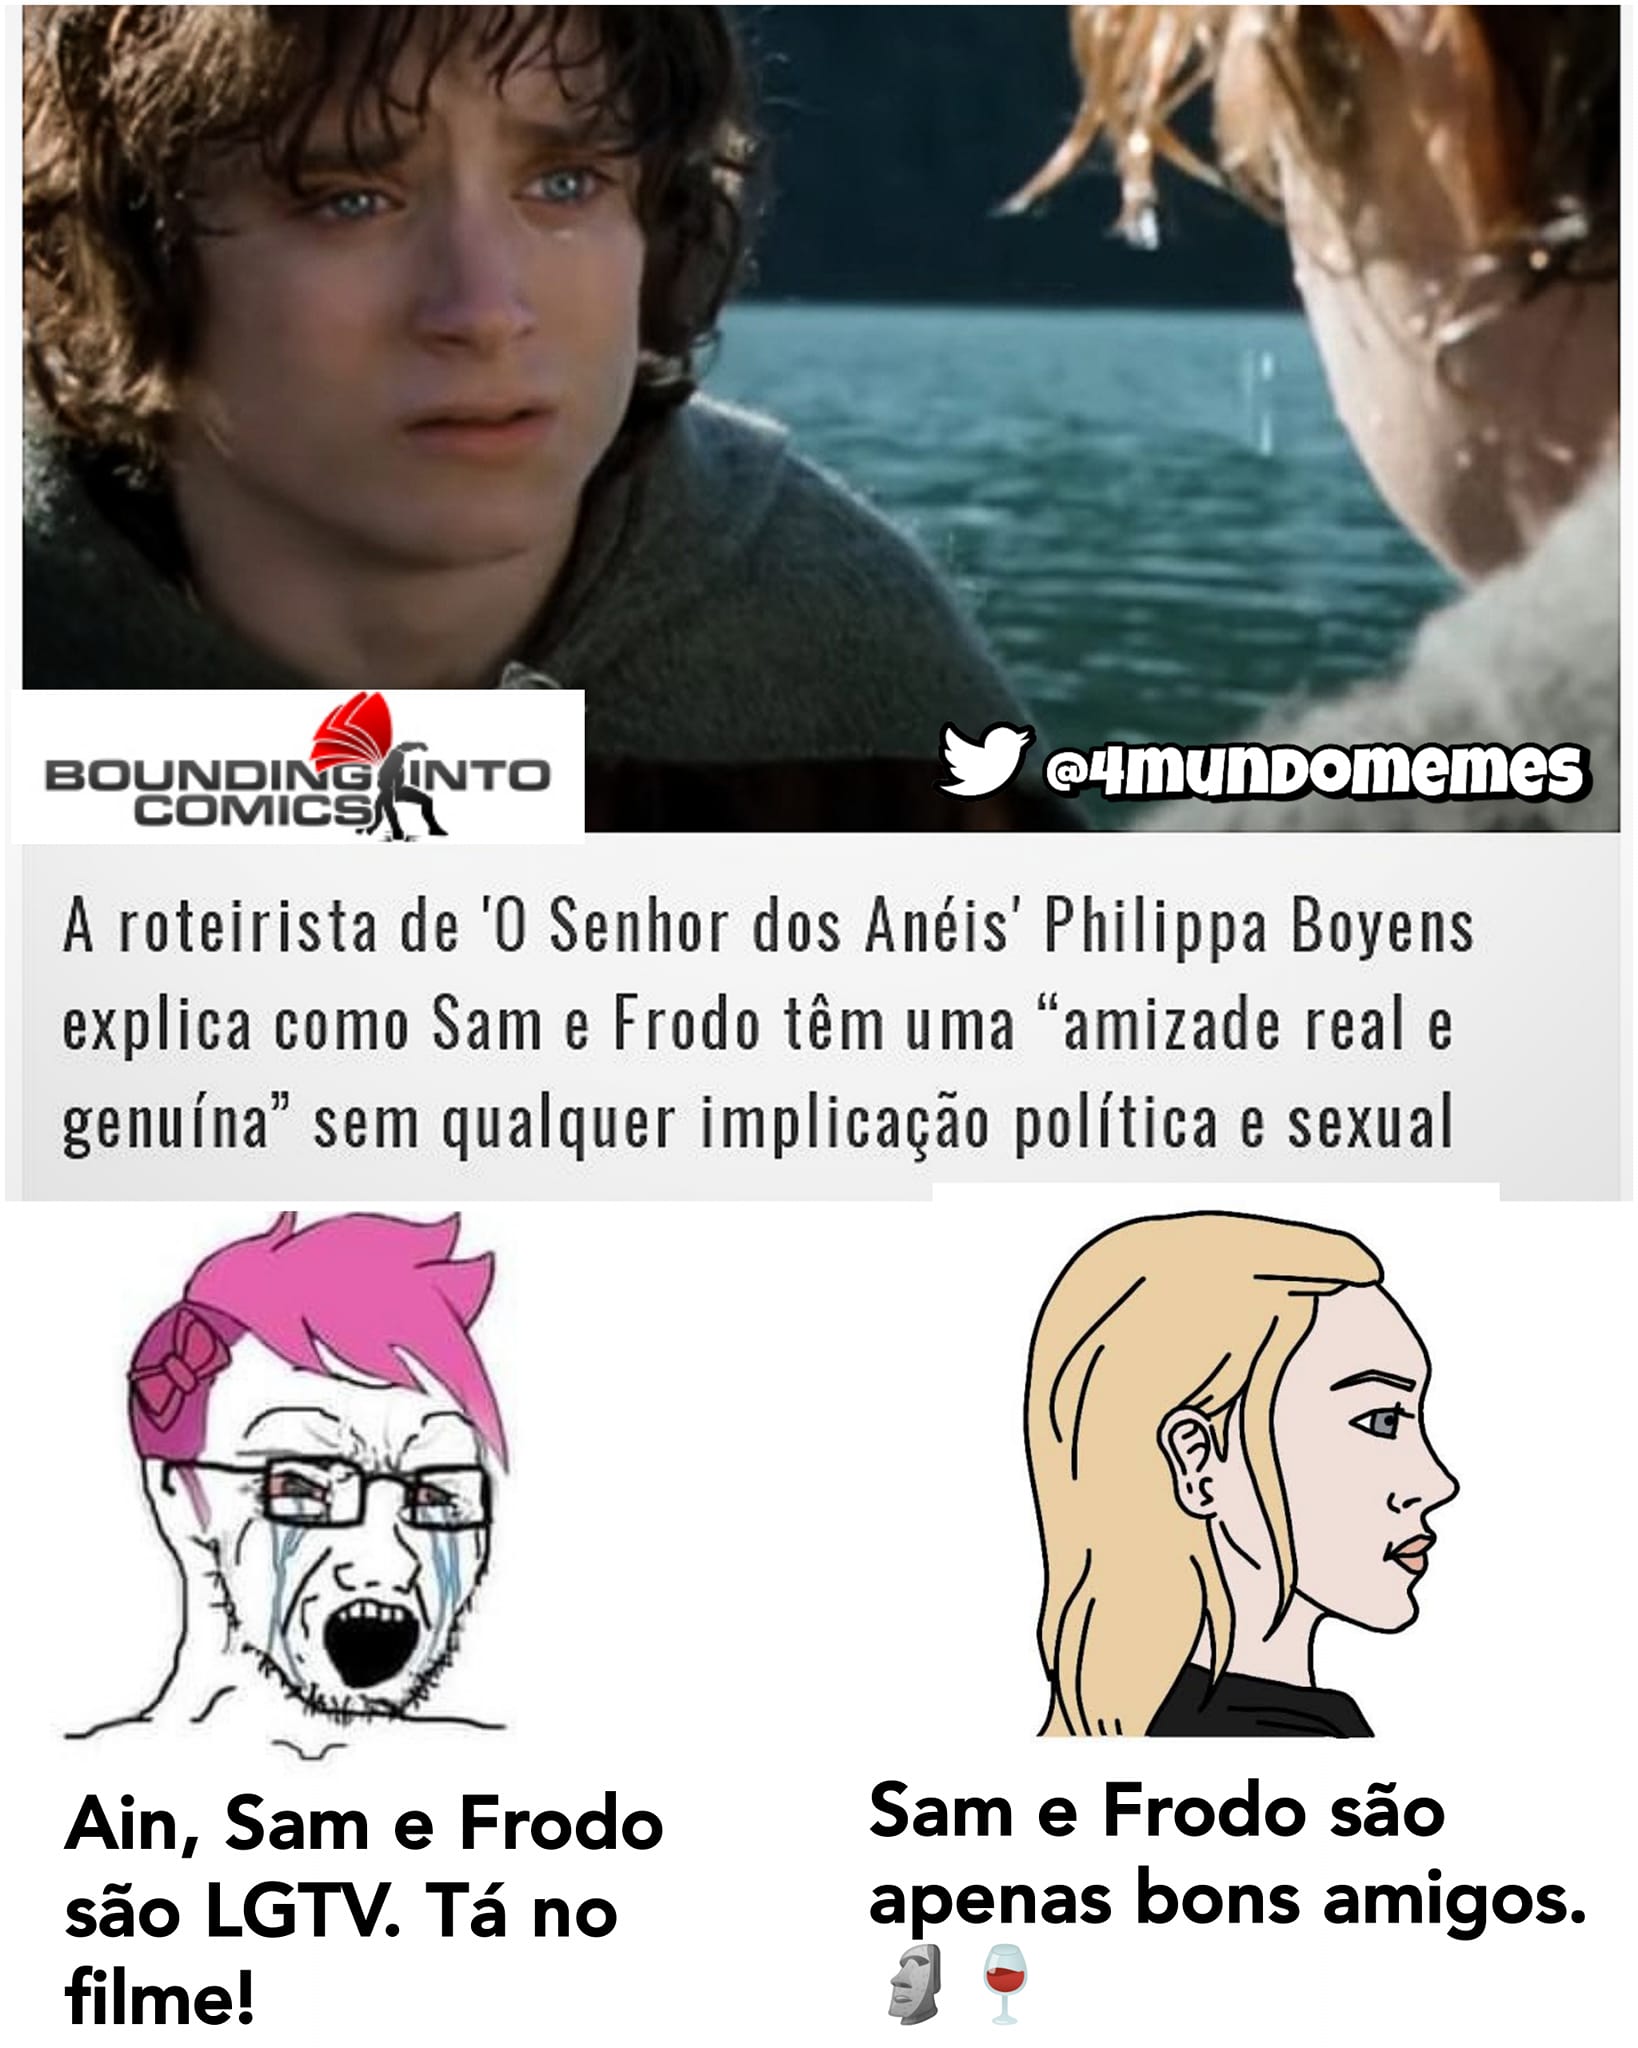 BOUNDING INTO
COMICS
@4mundomemes
A roteirista de 'O Senhor dos Anéis' Philippa Boyens
explica como Sam e Frodo têm uma “amizade real e
genuína” sem qualquer implicação política e sexual
Ain, Sam e Frodo
são LGTV. Tá no
filme!
Sam e Frodo são
apenas bons amigos.
🗿🍷